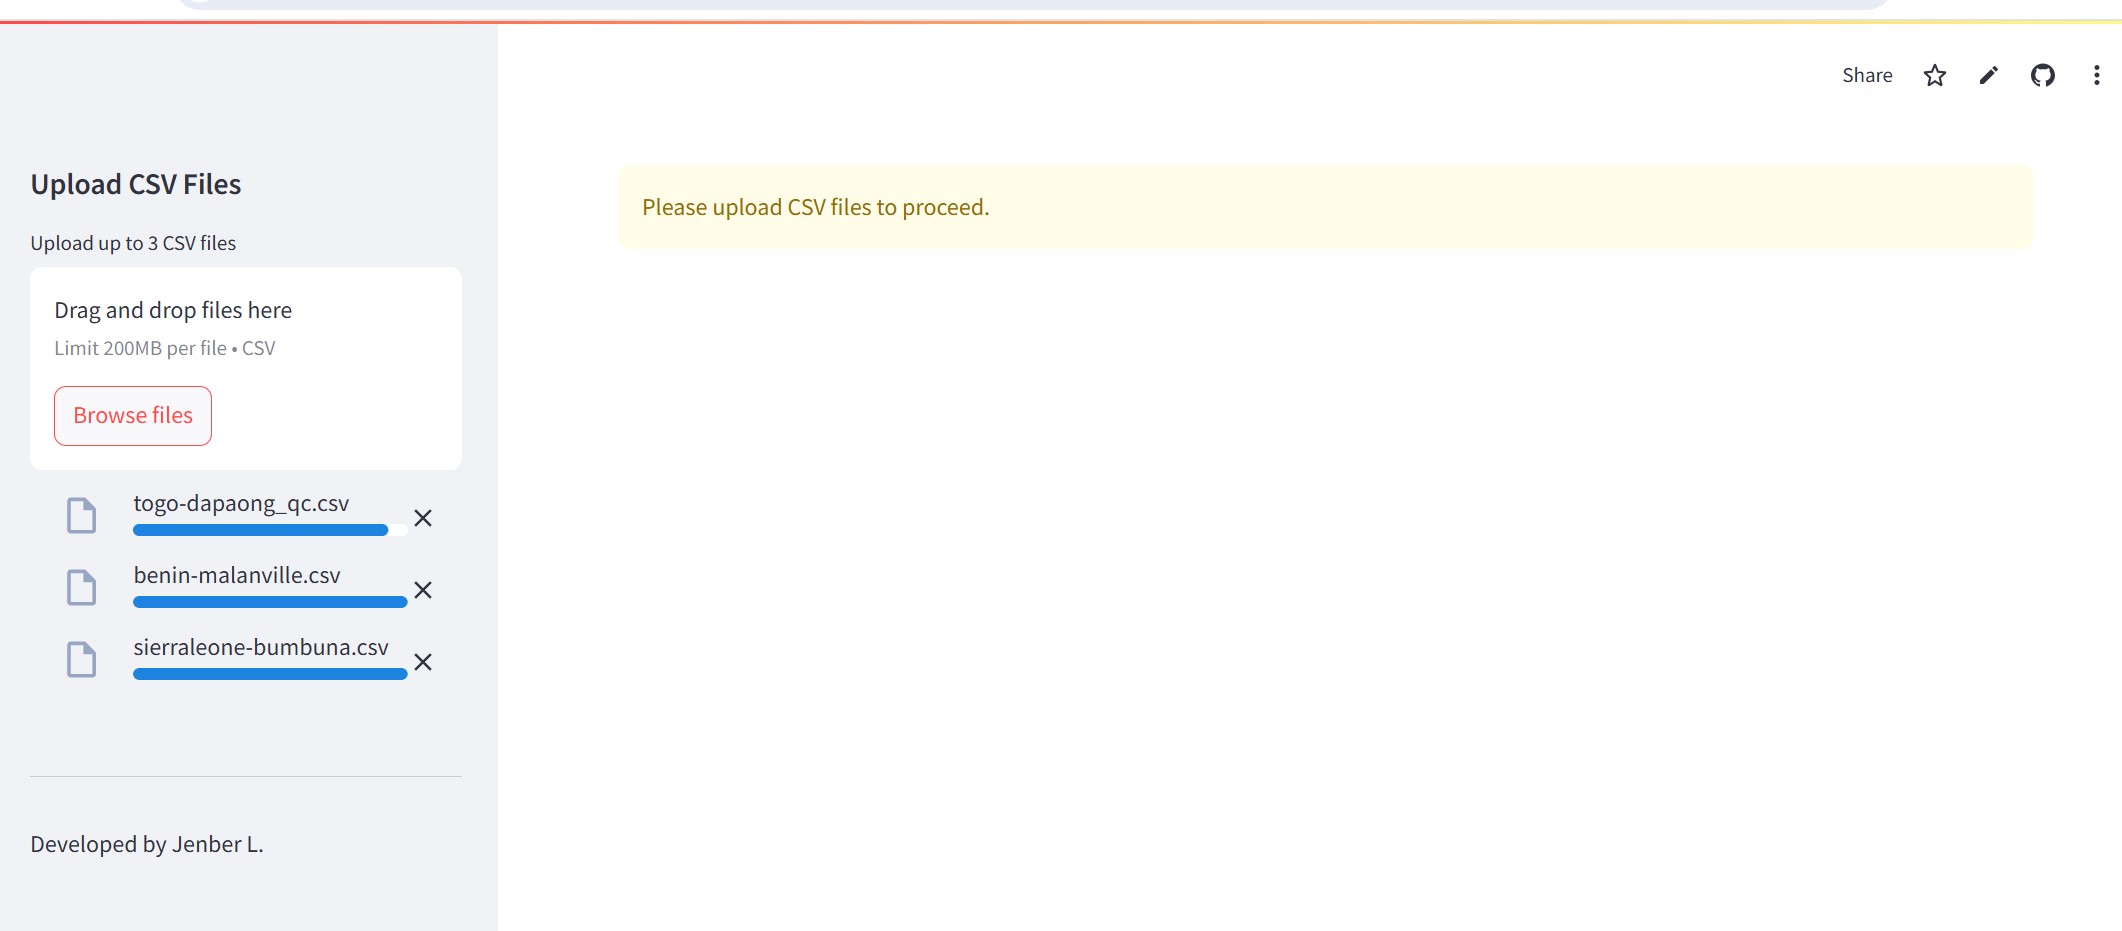 Share
Upload CSV Files
Upload up to 3 CSV files
Drag and drop files here
Limit 200MB per file • CSV
Browse files
togo-dapaong_qc.csv
benin-malanville.csv
sierraleone-bumbuna.csv
Developed by Jenber L.
Please upload CSV files to proceed.